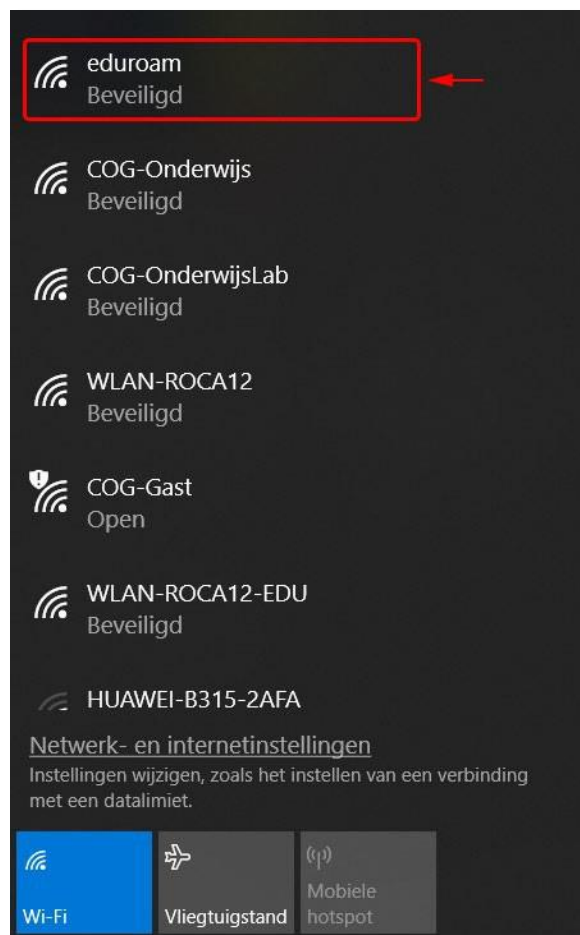 eduroam
Beveiligd
COG-Onderwijs
Beveiligd
COG-OnderwijsLab
Beveiligd
WLAN-ROCA12
Beveiligd
COG-Gast
Open
WLAN-ROCA12-EDU
Beveiligd
HUAWEI-B315-2AFA
Netwerk- en internetinstellingen
Instellingen wijzigen, zoals het instellen van een verbinding
met een datalimiet.
Wi-Fi
Vliegtuigstand
Mobiele
hotspot